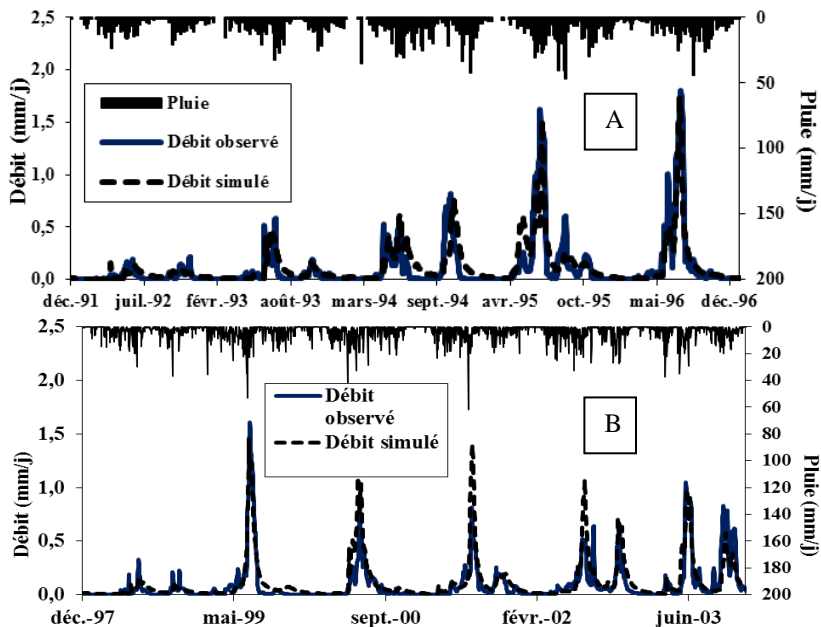 2,5
2,0
1,5
1,0
0,5
0,0
Débit (mm/j)
Pluie
Débit observé
Débit simulé
A
0
50
100
150
200
Pluie (mm/j)
déc.-91 juil.-92 févr.-93 août-93 mars-94 sept.-94 avr.-95 oct.-95 mai-96 déc.-96
2,5
2,0
1,5
1,0
0,5
0,0
Débit (mm/j)
Débit
observé
Débit simulé
B
0
20
40
60
80
100
120
140
160
180
200
Pluie (mm/j)
déc.-97 mai-99 sept.-00 févr.-02 juin-03